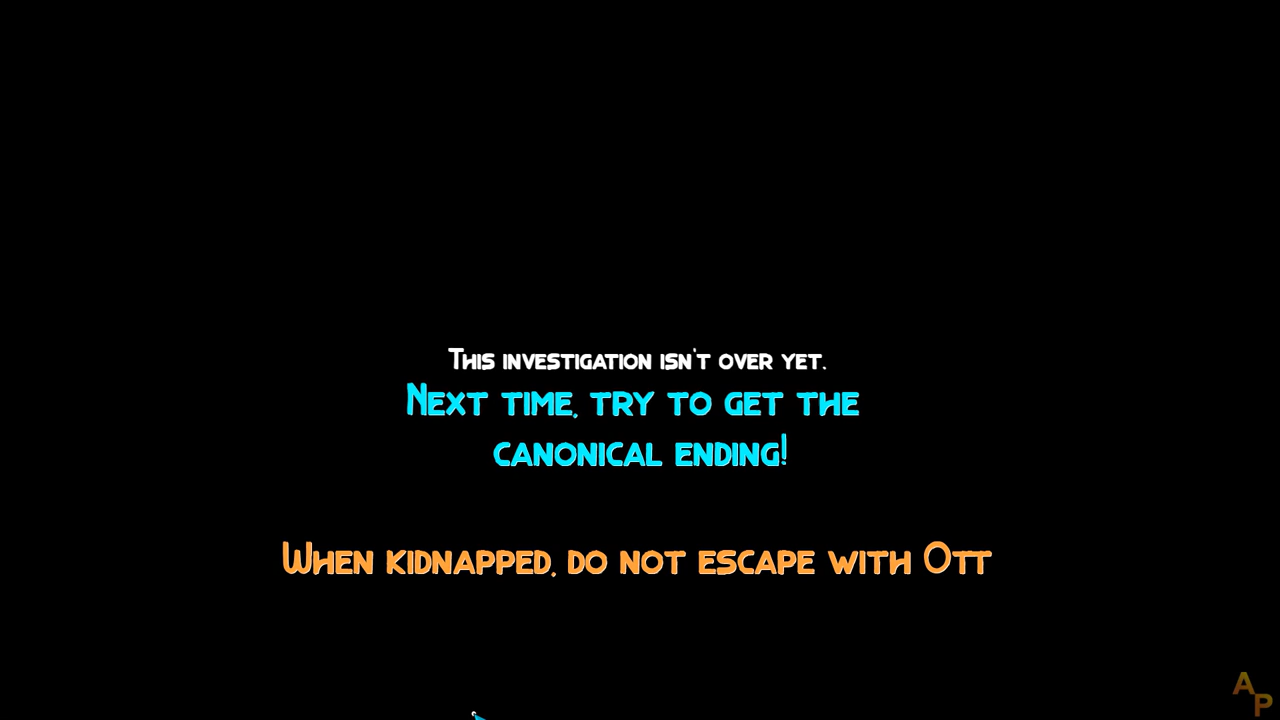 This investigation isn't over yet.
Next time, try to get the
canonical ending!
When kidnapped, do not escape with Ott
A
P